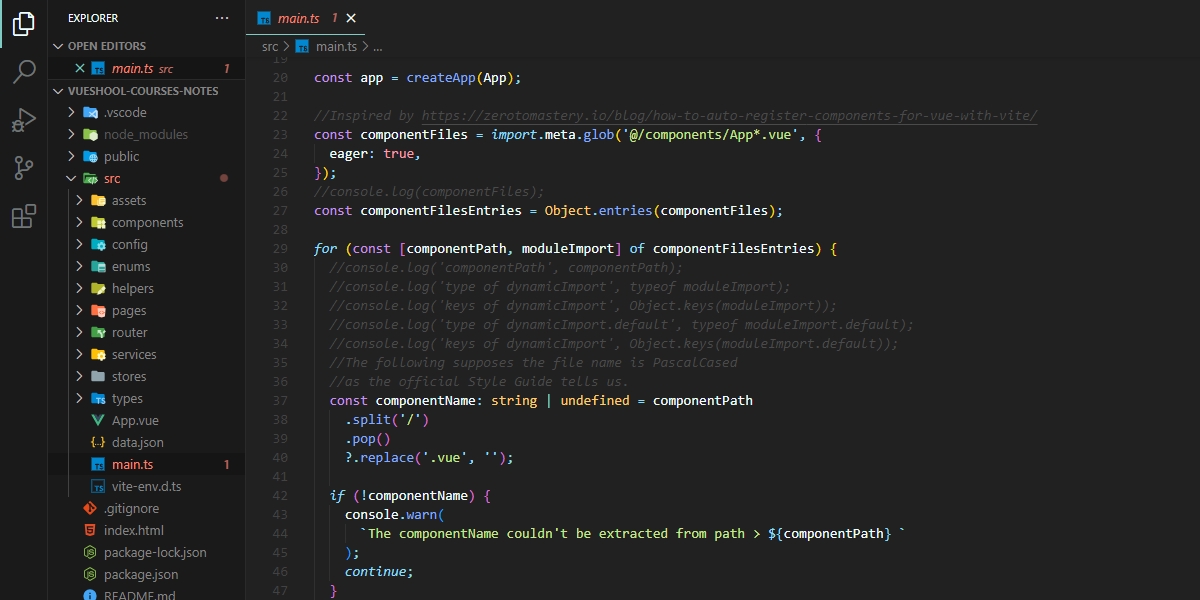 EXPLORER
OPEN EDITORS
main.ts src 1
VUESHOOL-COURSES-NOTES
.vscode
node_modules
public
src
assets
components
config
enums
helpers
pages
router
services
stores
types
App.vue
data.json
main.ts 1
vite-env.d.ts
.gitignore
index.html
package-lock.json
package.json
README.md
main.ts 1
src > main.ts > ...
19
20 const app = createApp(App);
21
22 //Inspired by https://zerotomastery.io/blog/how-to-auto-register-components-for-vue-with-vite/
23 const componentFiles = import.meta.glob('@/components/App*.vue', {
24 eager: true,
25 });
26 //console.log(componentFiles);
27 const componentFilesEntries = Object.entries(componentFiles);
28
29 for (const [componentPath, moduleImport] of componentFilesEntries) {
30 //console.log('componentPath', componentPath);
31 //console.log('type of dynamicImport', typeof moduleImport);
32 //console.log('keys of dynamicImport', Object.keys(moduleImport));
33 //console.log('type of dynamicImport.default', typeof moduleImport.default);
34 //console.log('keys of dynamicImport', Object.keys(moduleImport.default));
35 //The following supposes the file name is PascalCased
36 //as the official Style Guide tells us.
37 const componentName: string | undefined = componentPath
38 .split('/')
39 .pop()
40 ?.replace('.vue', '');
41
42 if (!componentName) {
43 console.warn(
44 `The componentName couldn't be extracted from path > ${componentPath} `
45 );
46 continue;
47 }